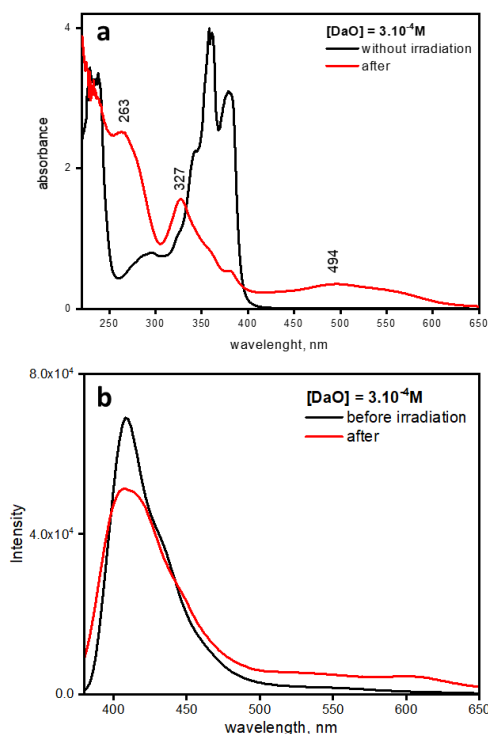 a
[DaO] = 3.10⁻⁴M
without irradiation
after
263
327
494
absorbance
4
2
0
250 300 350 400 450 500 550 600 650
wavelenght, nm
b
[DaO] = 3.10⁻⁴M
before irradiation
after
Intensity
8.0x10⁴
4.0x10⁴
0.0
400 450 500 550 600 650
wavelength, nm